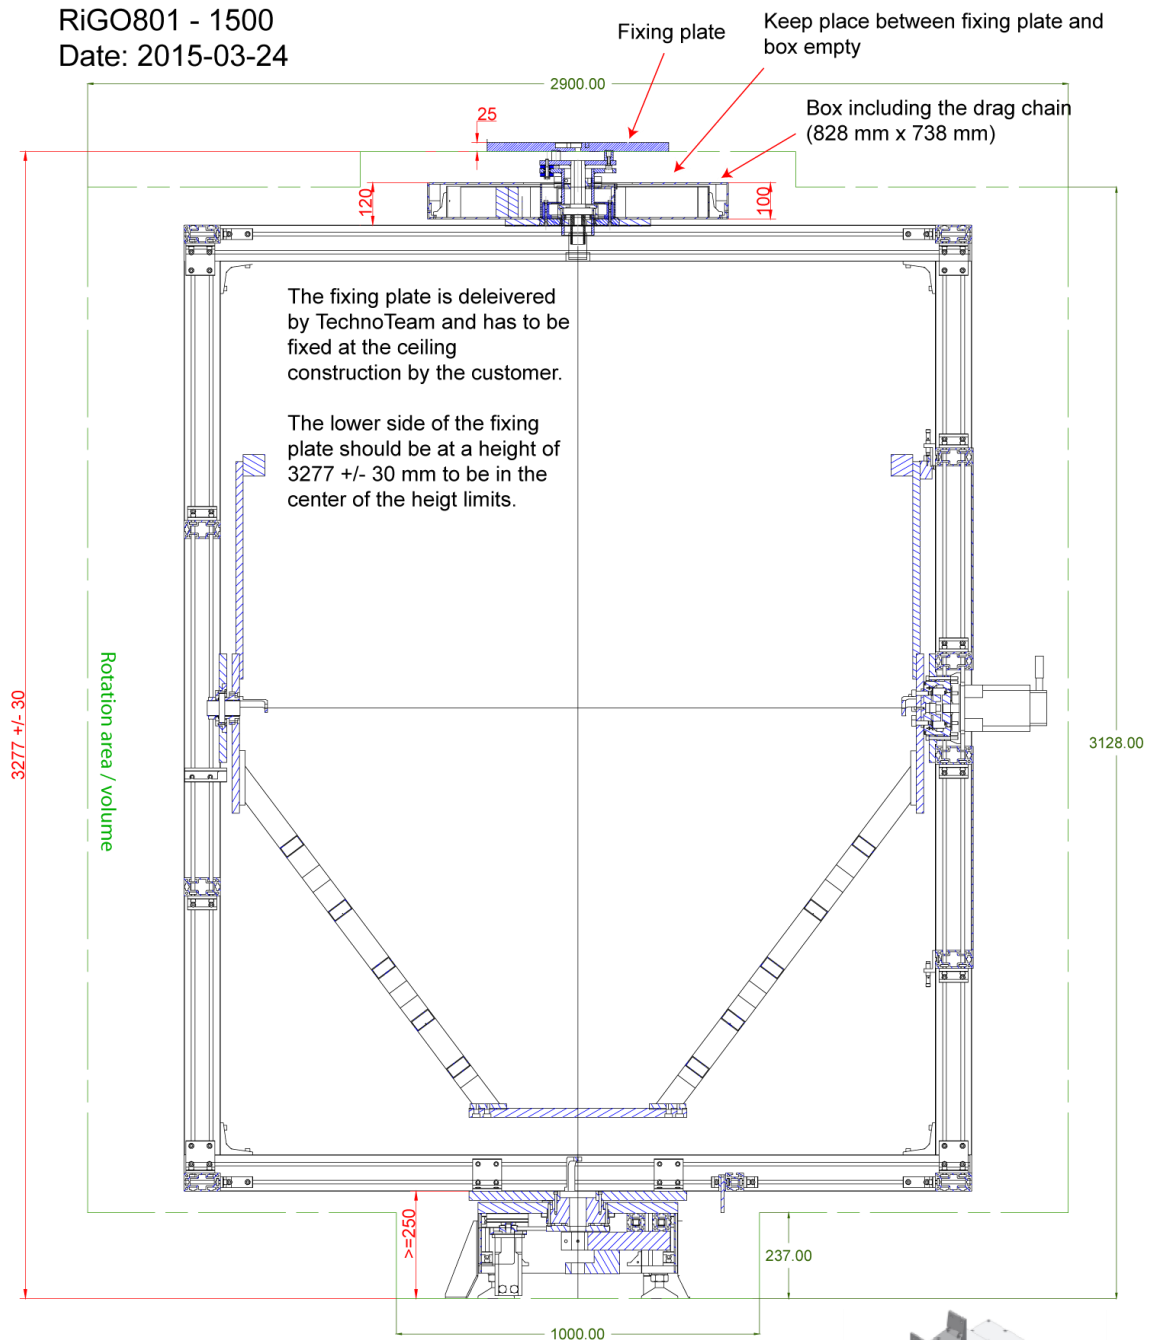 RiGO801 - 1500
Date: 2015-03-24
Fixing plate
Keep place between fixing plate and
box empty
2900.00
Box including the drag chain
(828 mm x 738 mm)
25
120
100
The fixing plate is deleivered
by TechnoTeam and has to be
fixed at the ceiling
construction by the customer.
The lower side of the fixing
plate should be at a height of
3277 +/- 30 mm to be in the
center of the heigt limits.
Rotation area / volume
3277 +/- 30
3128.00
>=250
237.00
1000.00